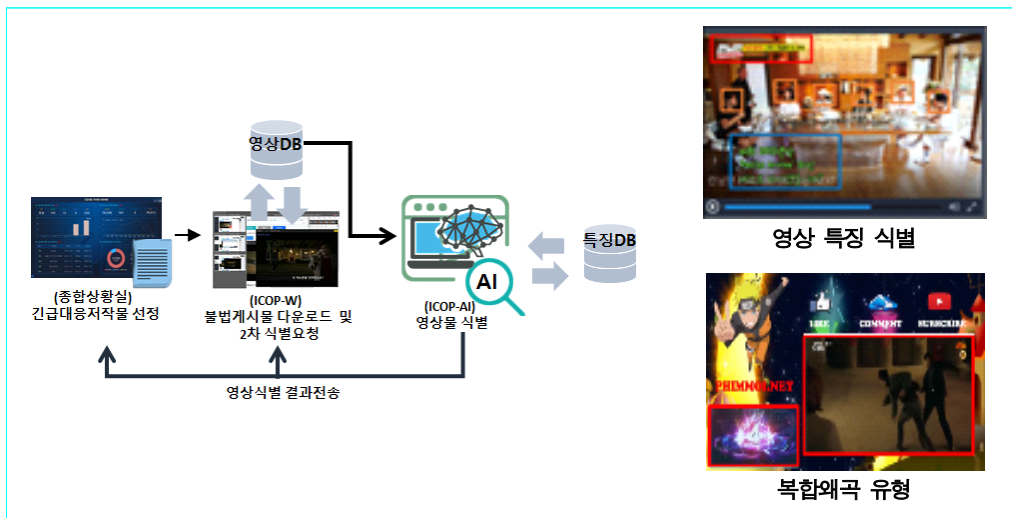 영상DB
(종합상황실)
긴급대응저작물 선정
(ICOP-W)
불법게시물 다운로드 및
2차 식별요청
AI
(ICOP-AI)
영상물 식별
특징DB
영상식별 결과전송
영상 특징 식별
LIKE
COMMENT
SUBSCRIBE
PHIMMOI.NET
복합왜곡 유형